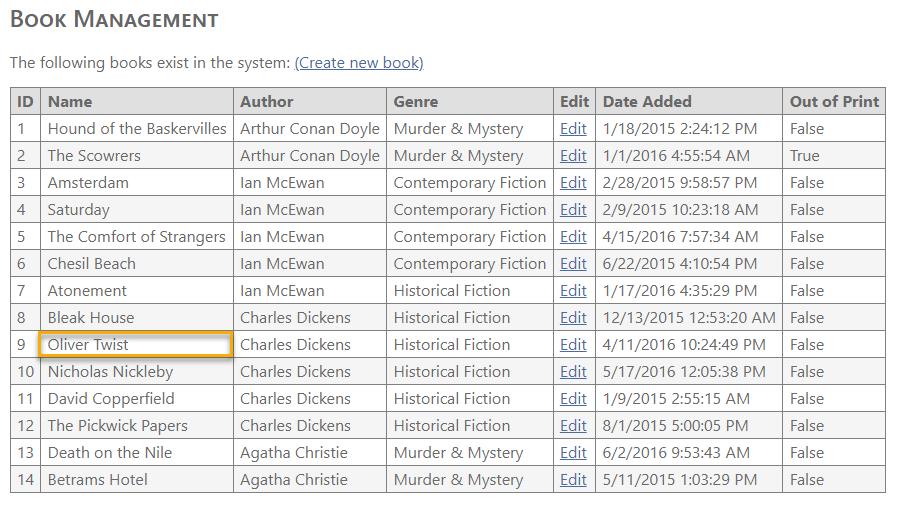 Book Management
The following books exist in the system: (Create new book)
ID Name Author Genre Edit Date Added Out of Print
1 Hound of the Baskervilles Arthur Conan Doyle Murder & Mystery Edit 1/18/2015 2:24:12 PM False
2 The Scowrers Arthur Conan Doyle Murder & Mystery Edit 1/1/2016 4:55:54 AM True
3 Amsterdam Ian McEwan Contemporary Fiction Edit 2/28/2015 9:58:57 PM False
4 Saturday Ian McEwan Contemporary Fiction Edit 2/9/2015 10:23:18 AM False
5 The Comfort of Strangers Ian McEwan Contemporary Fiction Edit 4/15/2016 7:57:34 AM False
6 Chesil Beach Ian McEwan Contemporary Fiction Edit 6/22/2015 4:10:54 PM False
7 Atonement Ian McEwan Historical Fiction Edit 1/17/2016 4:35:29 PM False
8 Bleak House Charles Dickens Historical Fiction Edit 12/13/2015 12:53:20 AM False
9 Oliver Twist Charles Dickens Historical Fiction Edit 4/11/2016 10:24:49 PM False
10 Nicholas Nickleby Charles Dickens Historical Fiction Edit 5/17/2016 12:05:38 PM False
11 David Copperfield Charles Dickens Historical Fiction Edit 1/9/2015 2:55:15 AM False
12 The Pickwick Papers Charles Dickens Historical Fiction Edit 8/1/2015 5:00:05 PM False
13 Death on the Nile Agatha Christie Murder & Mystery Edit 6/2/2016 9:53:43 AM False
14 Betrams Hotel Agatha Christie Murder & Mystery Edit 5/11/2015 1:03:29 PM False